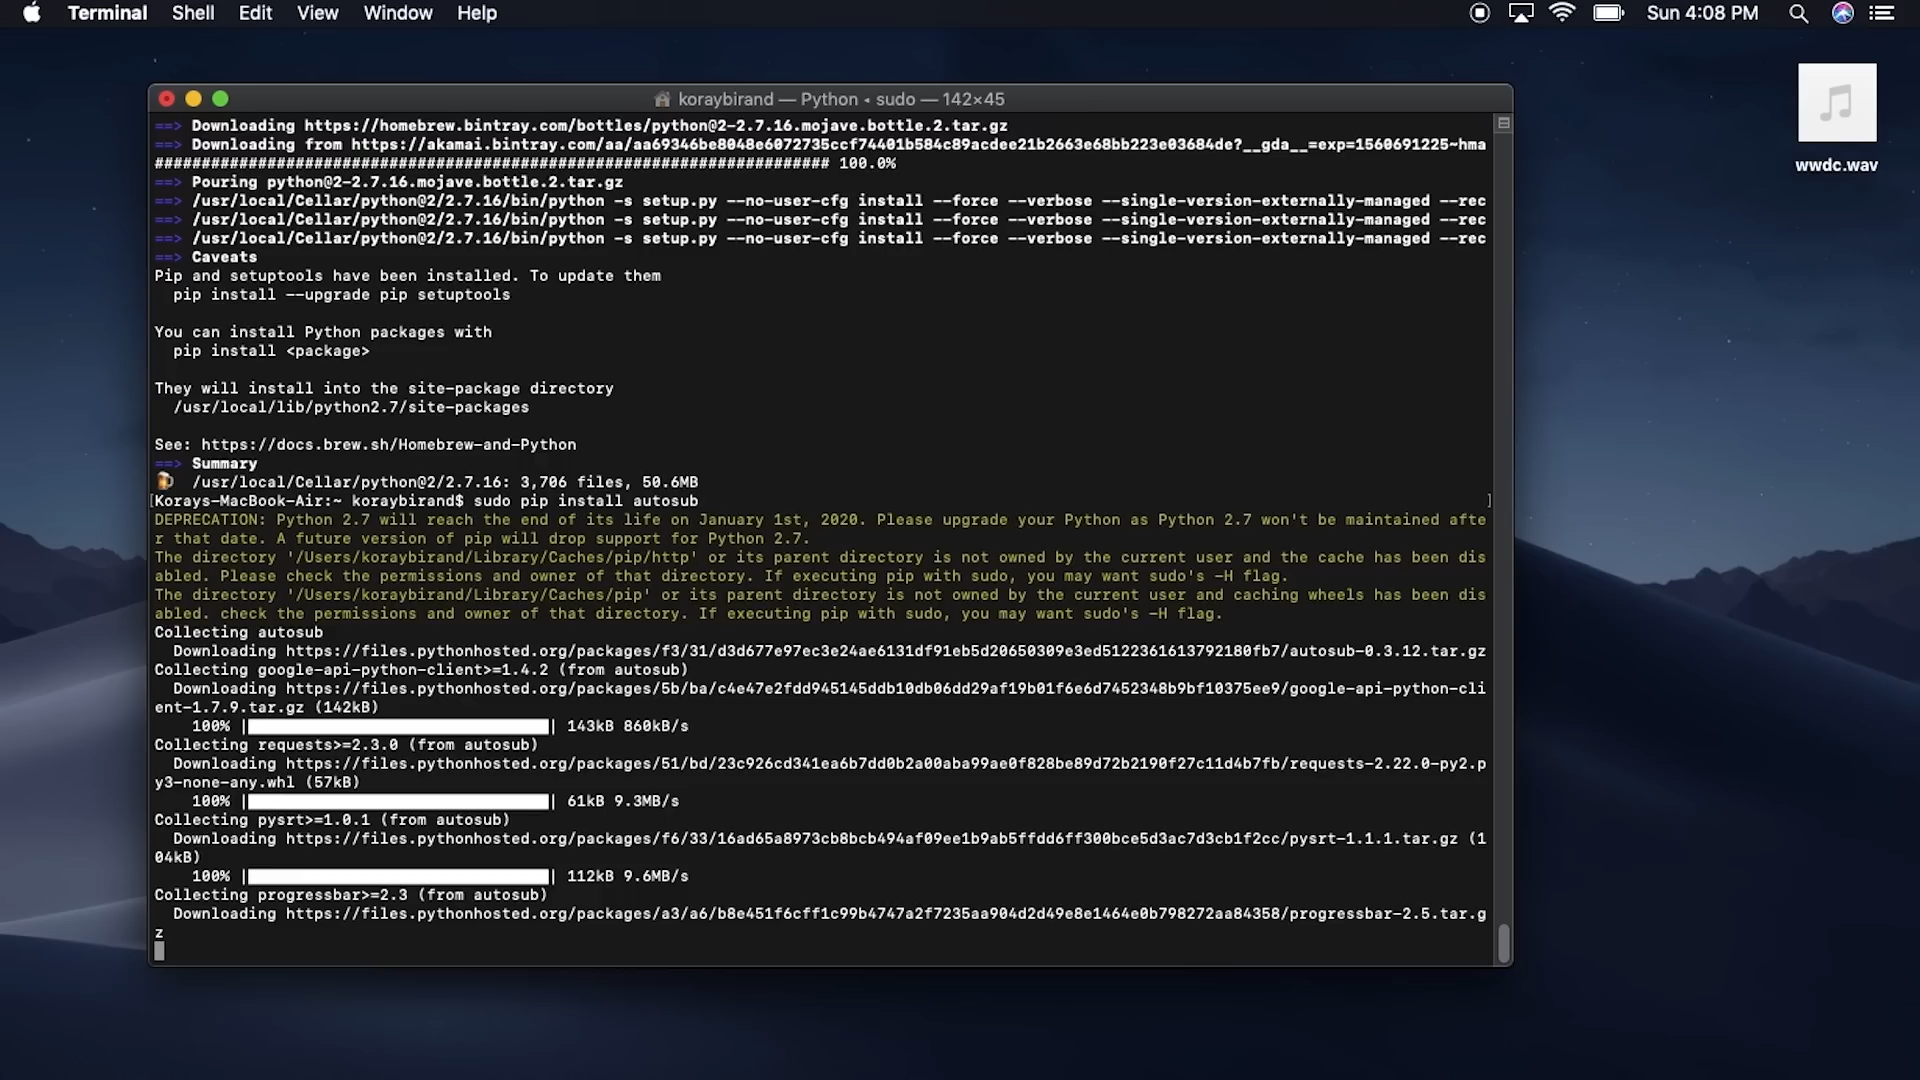 Terminal Shell Edit View Window Help Sun 4:08 PM
koraybirand — Python ◂ sudo — 142×45
==> Downloading https://homebrew.bintray.com/bottles/python@2-2.7.16.mojave.bottle.2.tar.gz
==> Downloading from https://akamai.bintray.com/aa/aa69346be8048e6072735ccf74401b584c89acdee21b2663e68bb223e03684de?__gda__=exp=1560691225~hma
######################################################################## 100.0%
==> Pouring python@2-2.7.16.mojave.bottle.2.tar.gz
==> /usr/local/Cellar/python@2/2.7.16/bin/python -s setup.py --no-user-cfg install --force --verbose --single-version-externally-managed --rec
==> /usr/local/Cellar/python@2/2.7.16/bin/python -s setup.py --no-user-cfg install --force --verbose --single-version-externally-managed --rec
==> /usr/local/Cellar/python@2/2.7.16/bin/python -s setup.py --no-user-cfg install --force --verbose --single-version-externally-managed --rec
==> Caveats
Pip and setuptools have been installed. To update them
pip install --upgrade pip setuptools
You can install Python packages with
pip install <package>
They will install into the site-package directory
/usr/local/lib/python2.7/site-packages
See: https://docs.brew.sh/Homebrew-and-Python
==> Summary
🍺 /usr/local/Cellar/python@2/2.7.16: 3,706 files, 50.6MB
[Korays-MacBook-Air:~ koraybirand$ sudo pip install autosub ]
DEPRECATION: Python 2.7 will reach the end of its life on January 1st, 2020. Please upgrade your Python as Python 2.7 won't be maintained afte
r that date. A future version of pip will drop support for Python 2.7.
The directory '/Users/koraybirand/Library/Caches/pip/http' or its parent directory is not owned by the current user and the cache has been dis
abled. Please check the permissions and owner of that directory. If executing pip with sudo, you may want sudo's -H flag.
The directory '/Users/koraybirand/Library/Caches/pip' or its parent directory is not owned by the current user and caching wheels has been dis
abled. check the permissions and owner of that directory. If executing pip with sudo, you may want sudo's -H flag.
Collecting autosub
Downloading https://files.pythonhosted.org/packages/f3/31/d3d677e97ec3e24ae6131df91eb5d20650309e3ed5122361613792180fb7/autosub-0.3.12.tar.gz
Collecting google-api-python-client>=1.4.2 (from autosub)
Downloading https://files.pythonhosted.org/packages/5b/ba/c4e47e2fdd945145ddb10db06dd29af19b01f6e6d7452348b9bf10375ee9/google-api-python-cli
ent-1.7.9.tar.gz (142kB)
100% | | 143kB 860kB/s
Collecting requests>=2.3.0 (from autosub)
Downloading https://files.pythonhosted.org/packages/51/bd/23c926cd341ea6b7dd0b2a00aba99ae0f828be89d72b2190f27c11d4b7fb/requests-2.22.0-py2.p
y3-none-any.whl (57kB)
100% | | 61kB 9.3MB/s
Collecting pysrt>=1.0.1 (from autosub)
Downloading https://files.pythonhosted.org/packages/f6/33/16ad65a8973cb8bcb494af09ee1b9ab5ffdd6ff300bce5d3ac7d3cb1f2cc/pysrt-1.1.1.tar.gz (1
04kB)
100% | | 112kB 9.6MB/s
Collecting progressbar>=2.3 (from autosub)
Downloading https://files.pythonhosted.org/packages/a3/a6/b8e451f6cff1c99b4747a2f7235aa904d2d49e8e1464e0b798272aa84358/progressbar-2.5.tar.g
z
wwdc.wav